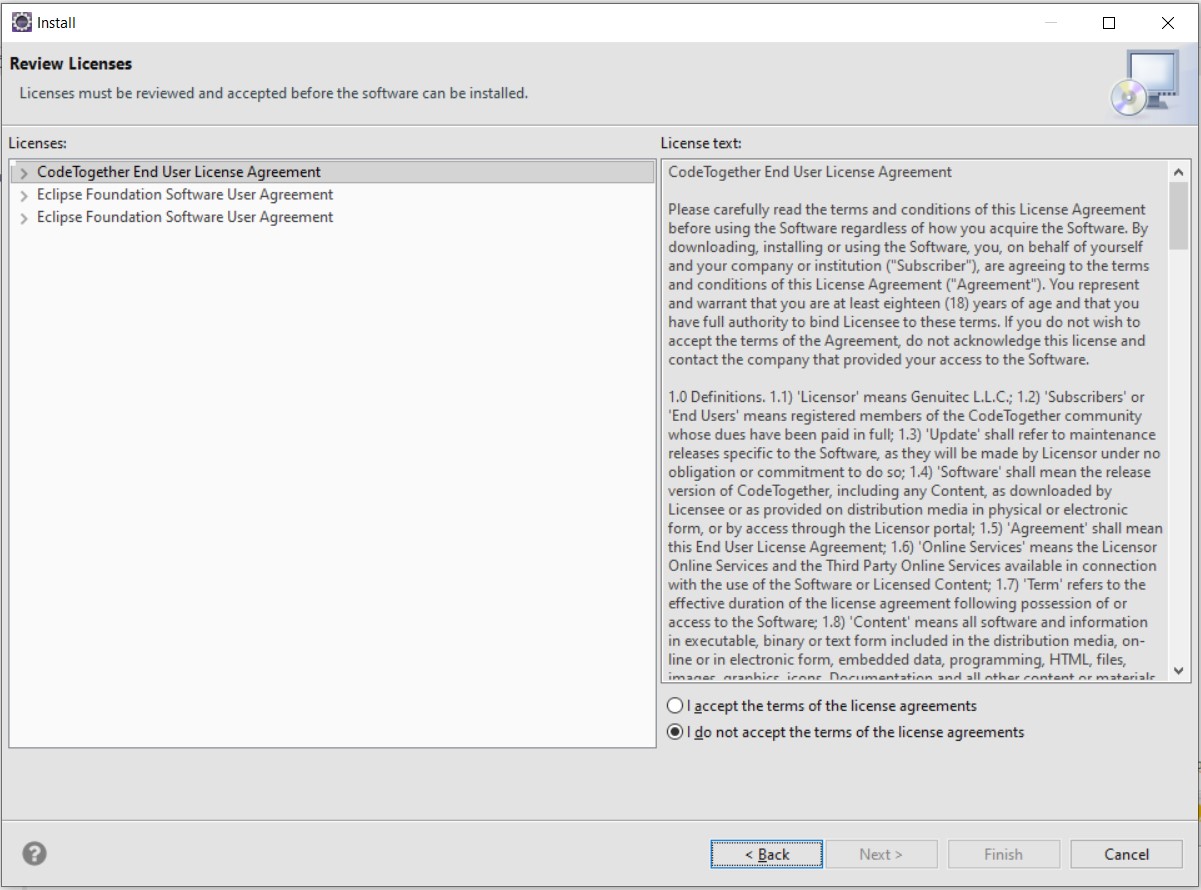 Install
Review Licenses
Licenses must be reviewed and accepted before the software can be installed.
Licenses:
CodeTogether End User License Agreement
Eclipse Foundation Software User Agreement
Eclipse Foundation Software User Agreement
License text:
CodeTogether End User License Agreement
Please carefully read the terms and conditions of this License Agreement
before using the Software regardless of how you acquire the Software. By
downloading, installing or using the Software, you, on behalf of yourself
and your company or institution ("Subscriber"), are agreeing to the terms
and conditions of this License Agreement ("Agreement"). You represent
and warrant that you are at least eighteen (18) years of age and that you
have full authority to bind Licensee to these terms. If you do not wish to
accept the terms of the Agreement, do not acknowledge this license and
contact the company that provided your access to the Software.
1.0 Definitions. 1.1) 'Licensor' means Genuitec L.L.C.; 1.2) 'Subscribers' or
'End Users' means registered members of the CodeTogether community
whose dues have been paid in full; 1.3) 'Update' shall refer to maintenance
releases specific to the Software, as they will be made by Licensor under no
obligation or commitment to do so; 1.4) 'Software' shall mean the release
version of CodeTogether, including any Content, as downloaded by
Licensee or as provided on distribution media in physical or electronic
form, or by access through the Licensor portal; 1.5) 'Agreement' shall mean
this End User License Agreement; 1.6) 'Online Services' means the Licensor
Online Services and the Third Party Online Services available in connection
with the use of the Software or Licensed Content; 1.7) 'Term' refers to the
effective duration of the license agreement following possession of or
access to the Software; 1.8) 'Content' means all software and information
in executable, binary or text form included in the distribution media, on-
line or in electronic form, embedded data, programming, HTML, files,
images, graphics, icons, Documentation and all other content or materials
I accept the terms of the license agreements
I do not accept the terms of the license agreements
?
< Back
Next >
Finish
Cancel